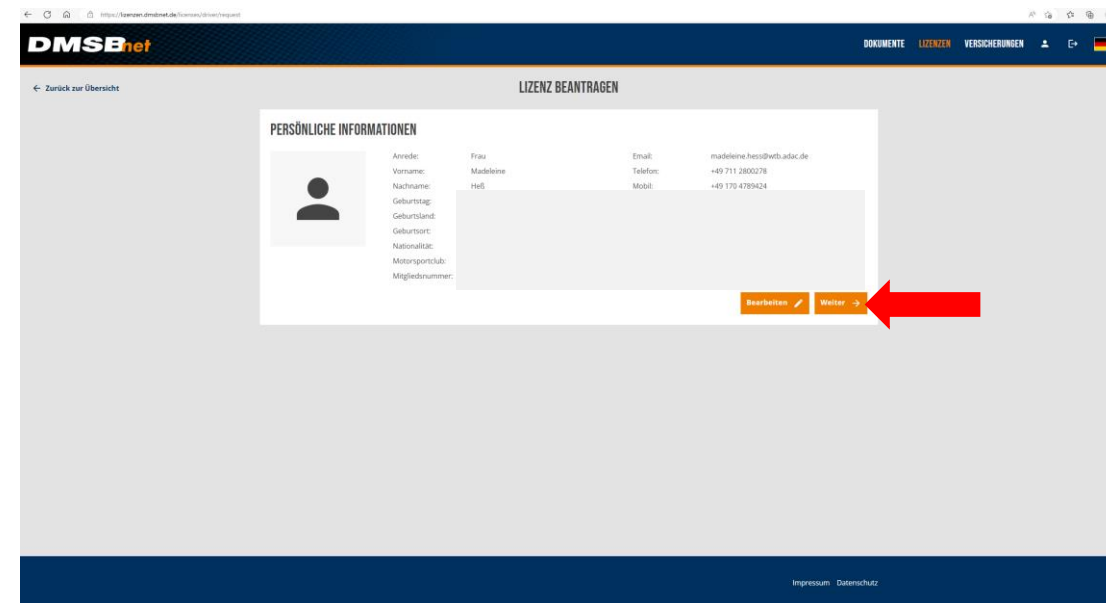 https://lizenzen.dmsbnet.de/licenses/driver/request
DMSBnet
DOKUMENTE LIZENZEN VERSICHERUNGEN
← Zurück zur Übersicht
LIZENZ BEANTRAGEN
PERSÖNLICHE INFORMATIONEN
Anrede: Frau Email: madeleine.hess@wtb.adac.de
Vorname: Madeleine Telefon: +49 711 2800278
Nachname: Heß Mobil: +49 170 4789424
Geburtstag:
Geburtsland:
Geburtsort:
Nationalität:
Motorsportclub:
Mitgliedsnummer:
Bearbeiten Weiter →
Impressum Datenschutz